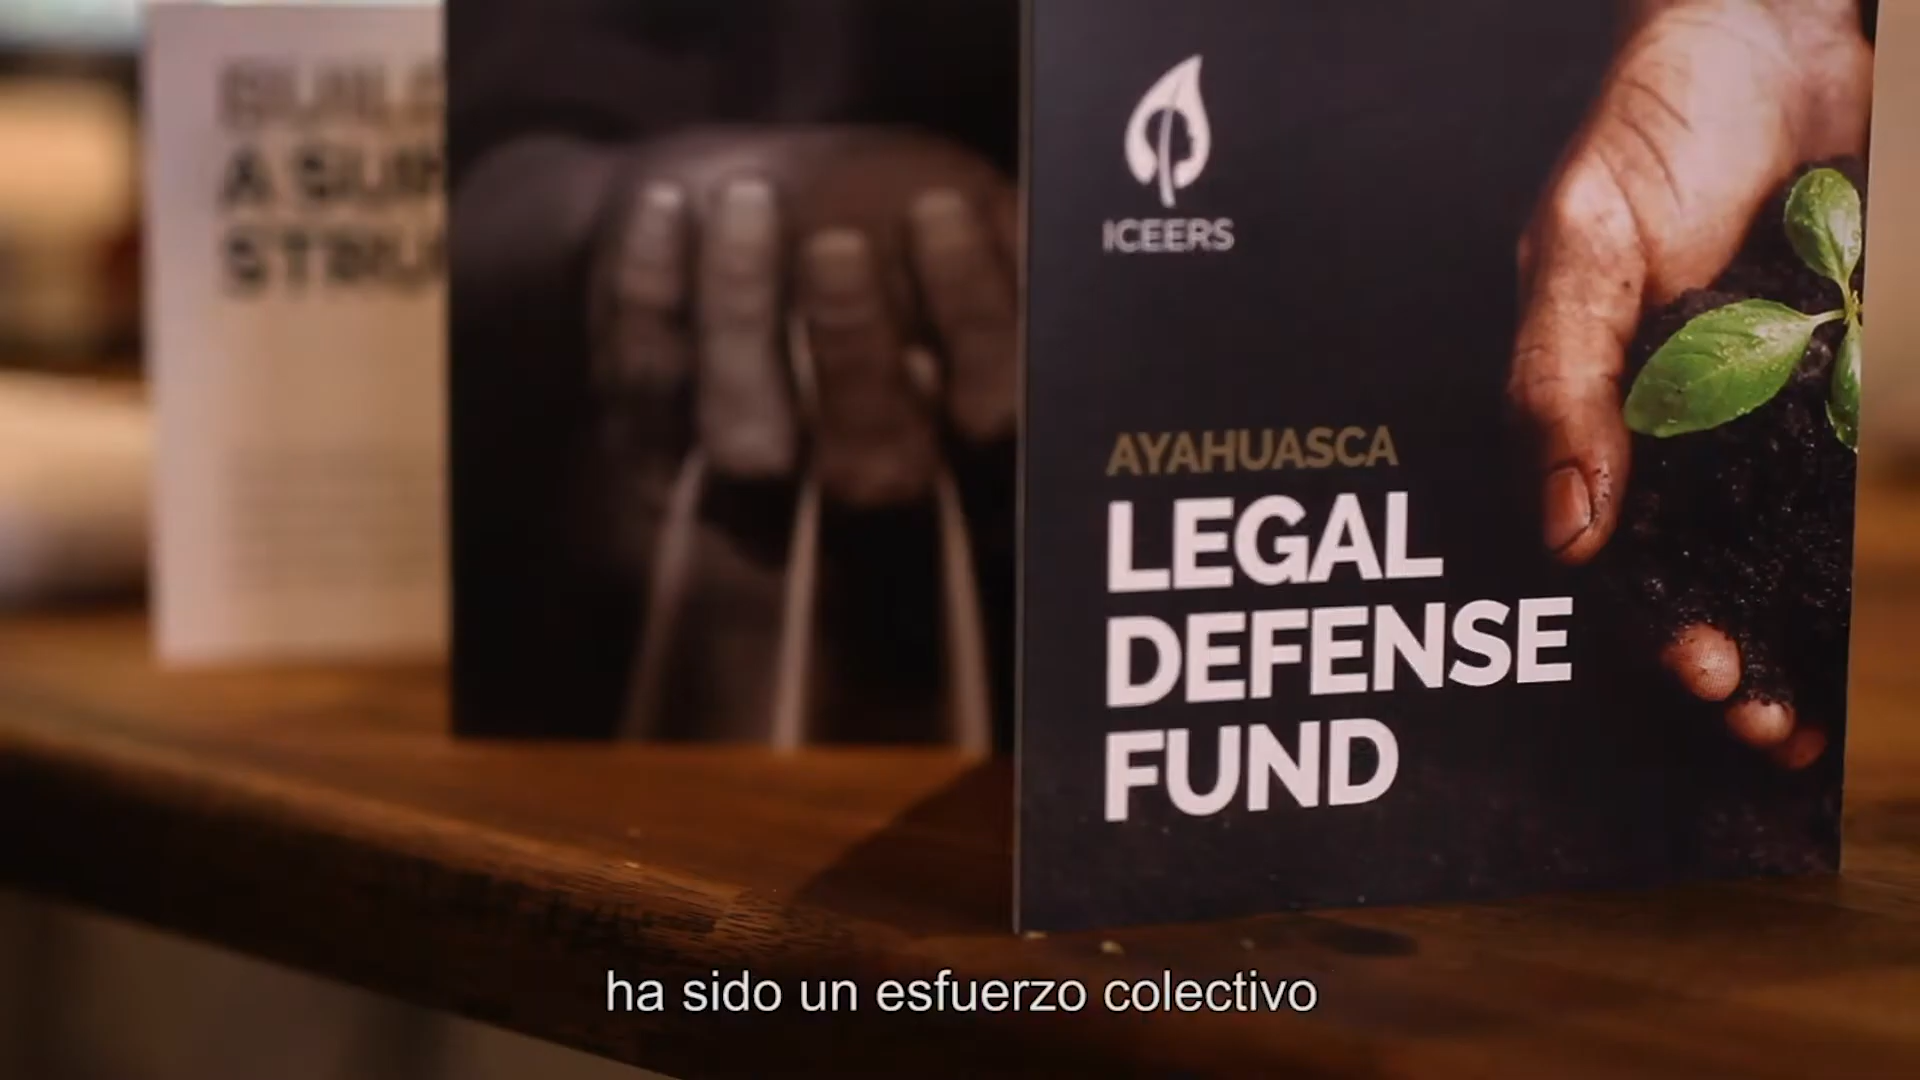 A
ICEERS
AYAHUASCA
LEGAL
DEFENSE
FUND
ha sido un esfuerzo colectivo